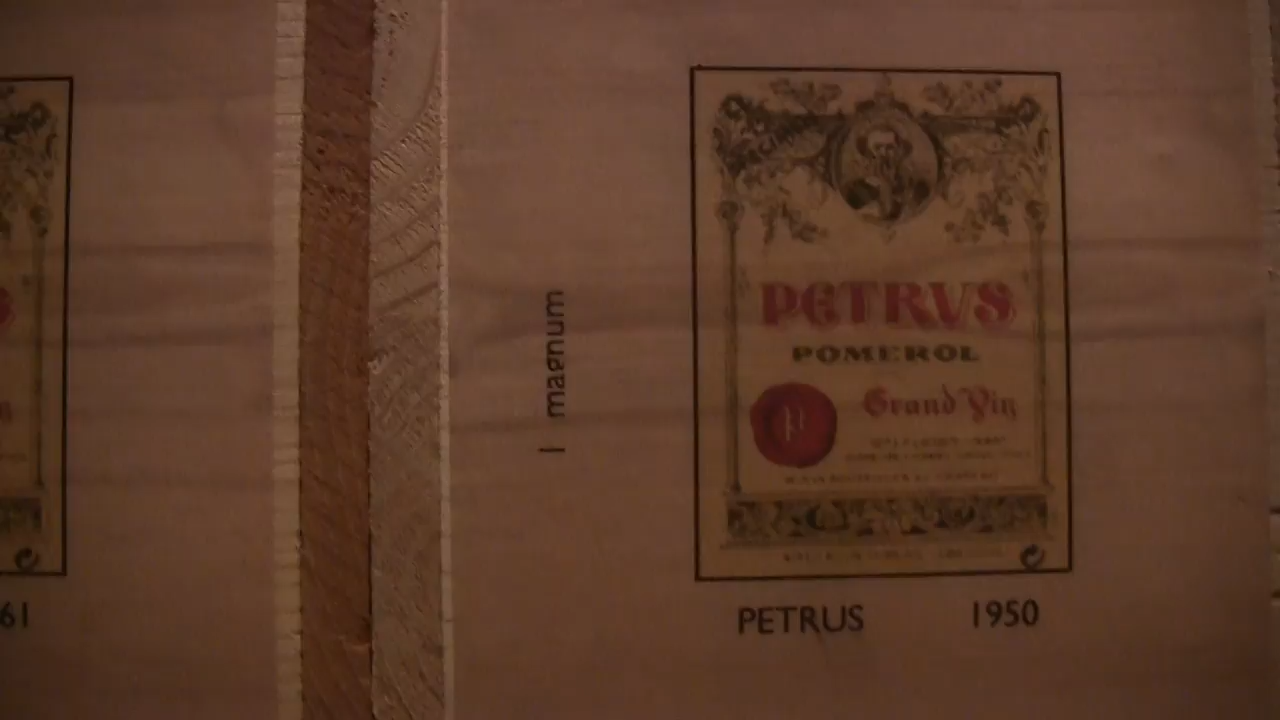 S
61
1 magnum
PETRVS
POMEROL
Grand Vin
PETRUS 1950